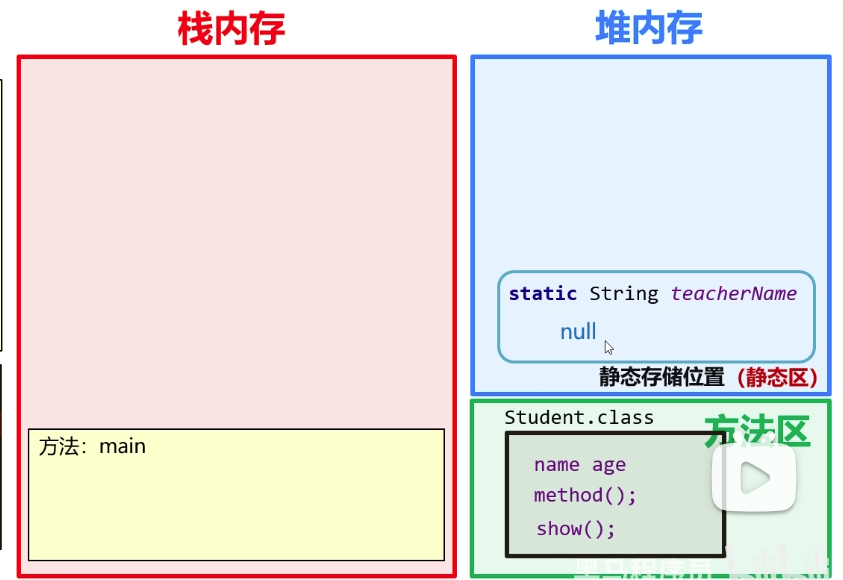 栈内存
堆内存
static String teacherName
null
静态存储位置（静态区）
方法：main
Student.class
方法区
name age
method();
show();
黑马程序员